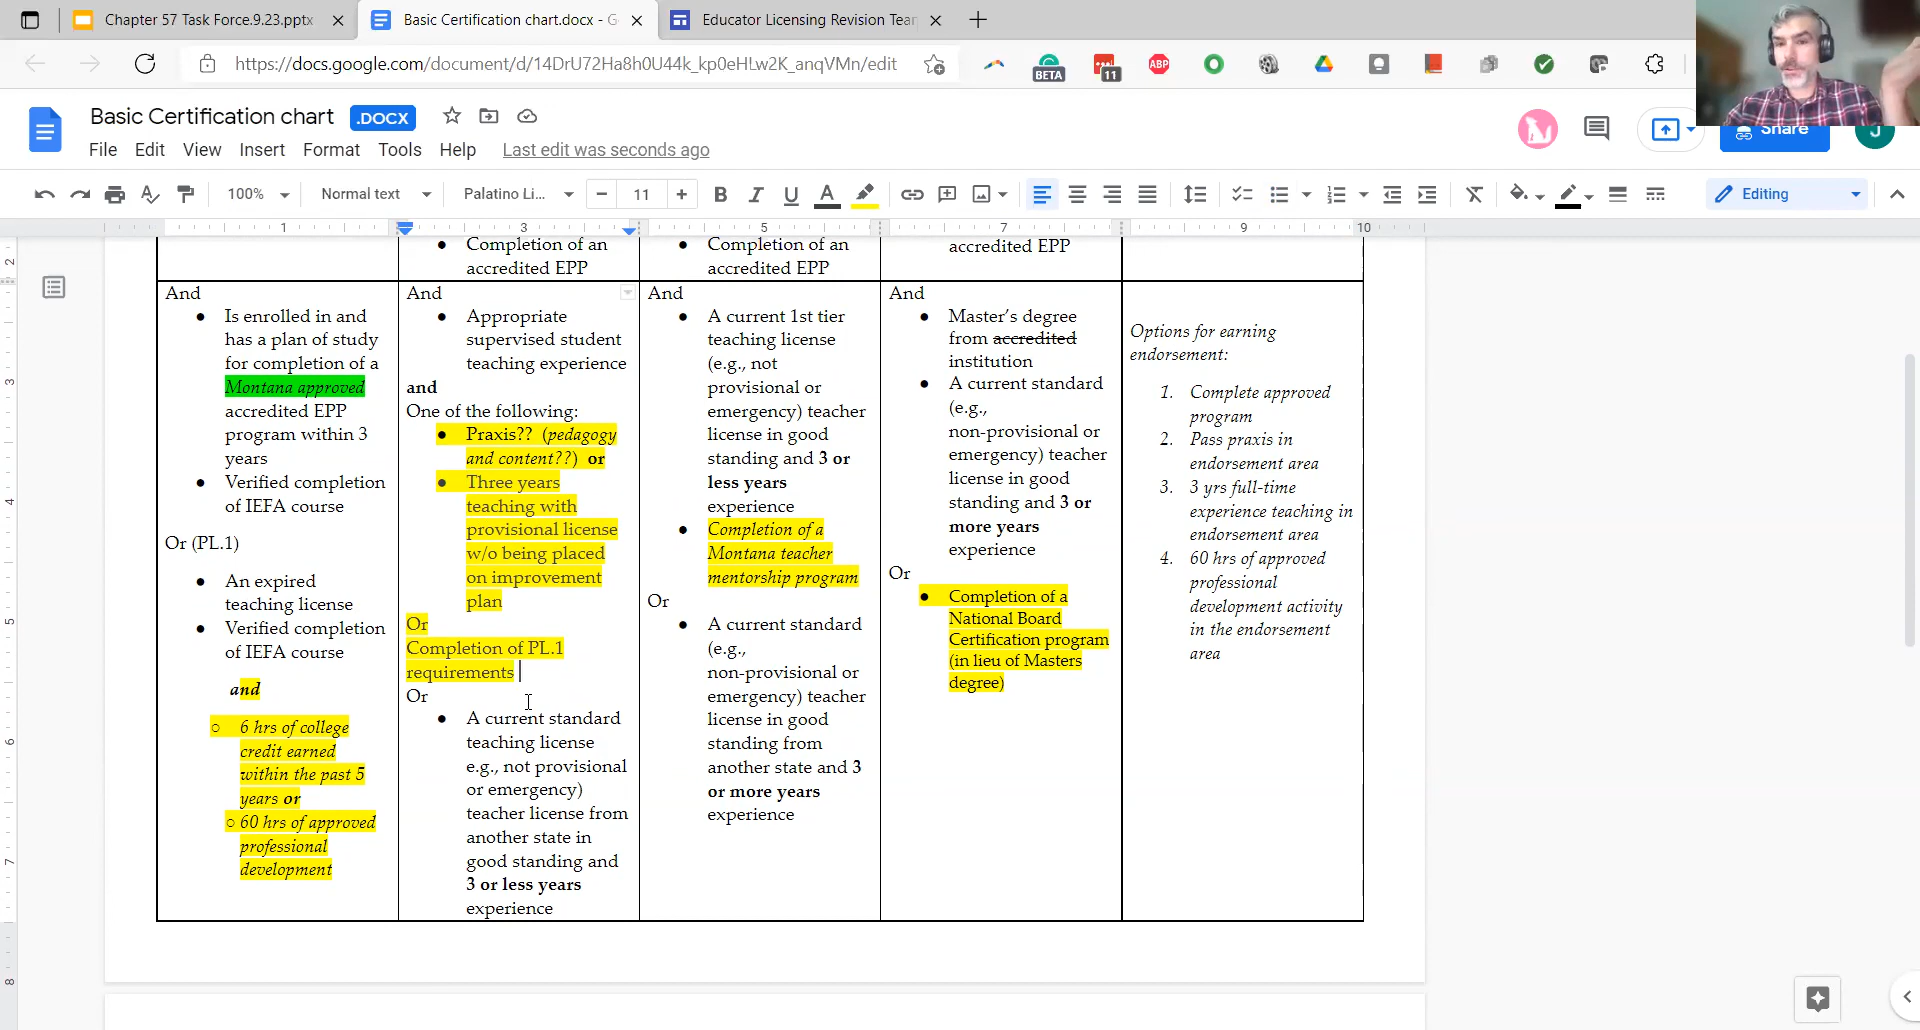 Chapter 57 Task Force.9.23.pptx
Basic Certification chart.docx - G
Educator Licensing Revision Tear
https://docs.google.com/document/d/14DrU72Ha8h0U44k_kp0eHLw2K_anqVMn/edit
BETA
11
ABP
Basic Certification chart
.DOCX
Share
J
File Edit View Insert Format Tools Help Last edit was seconds ago
100% Normal text Palatino Li... 11 B I U A Editing
1 3 5 7 9 10
2
3
4
5
6
7
8
Completion of an
accredited EPP
Completion of an
accredited EPP
accredited EPP
And
● Is enrolled in and
has a plan of study
for completion of a
Montana approved
accredited EPP
program within 3
years
● Verified completion
of IEFA course
Or (PL.1)
● An expired
teaching license
● Verified completion
of IEFA course
and
○ 6 hrs of college
credit earned
within the past 5
years or
○ 60 hrs of approved
professional
development
And
● Appropriate
supervised student
teaching experience
and
One of the following:
● Praxis?? (pedagogy
and content??) or
● Three years
teaching with
provisional license
w/o being placed
on improvement
plan
Or
Completion of PL.1
requirements
Or
● A current standard
teaching license
e.g., not provisional
or emergency)
teacher license from
another state in
good standing and
3 or less years
experience
And
● A current 1st tier
teaching license
(e.g., not
provisional or
emergency) teacher
license in good
standing and 3 or
less years
experience
● Completion of a
Montana teacher
mentorship program
Or
● A current standard
(e.g.,
non-provisional or
emergency) teacher
license in good
standing from
another state and 3
or more years
experience
And
● Master's degree
from accredited
institution
● A current standard
(e.g.,
non-provisional or
emergency) teacher
license in good
standing and 3 or
more years
experience
Or
● Completion of a
National Board
Certification program
(in lieu of Masters
degree)
Options for earning
endorsement:
1. Complete approved
program
2. Pass praxis in
endorsement area
3. 3 yrs full-time
experience teaching in
endorsement area
4. 60 hrs of approved
professional
development activity
in the endorsement
area